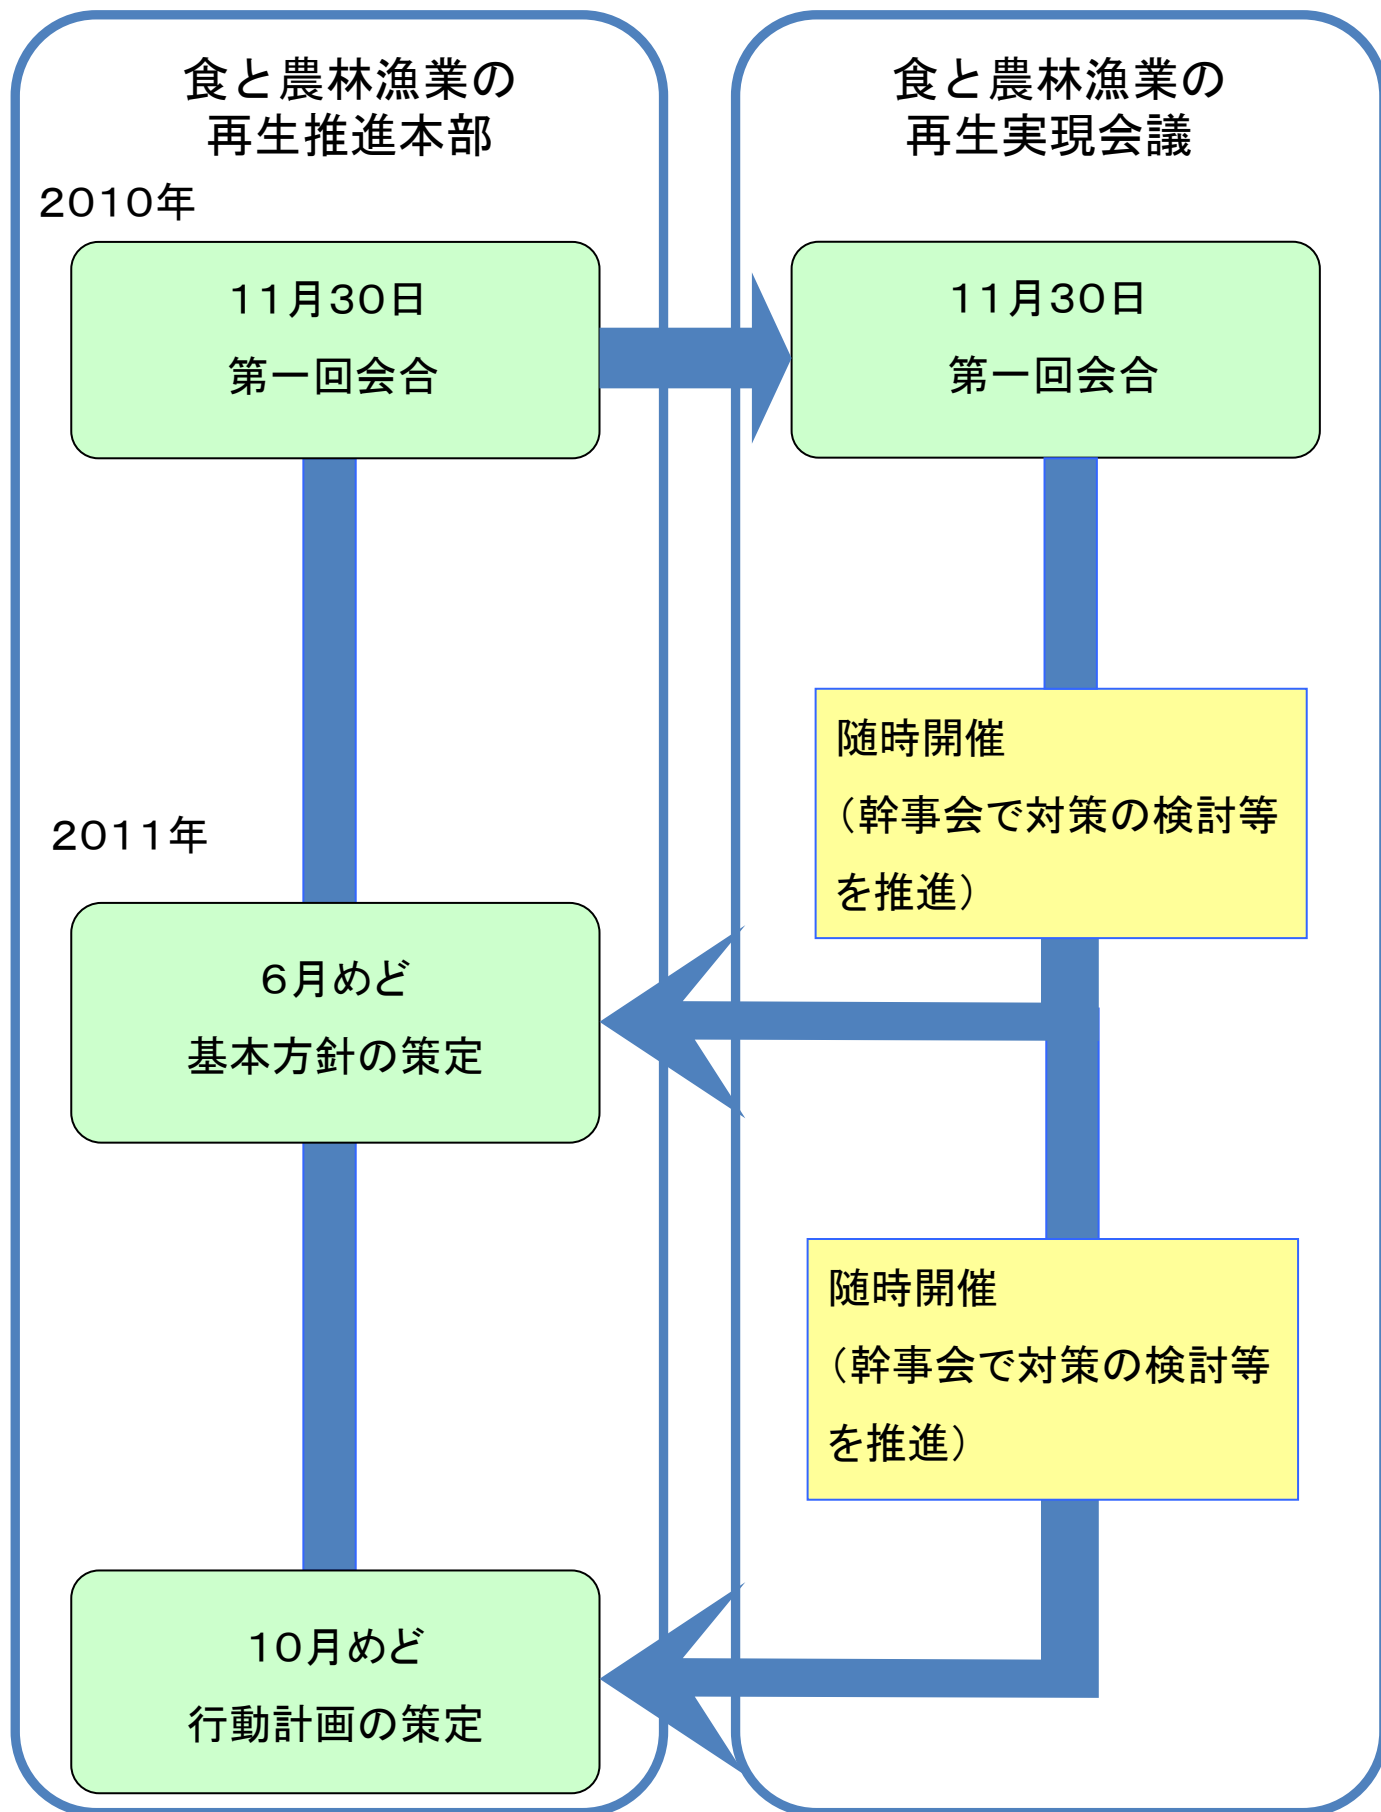 食と農林漁業の
再生推進本部
2010年
11月30日
第一回会合
2011年
6月めど
基本方針の策定
10月めど
行動計画の策定
食と農林漁業の
再生実現会議
11月30日
第一回会合
随時開催
（幹事会で対策の検討等
を推進）
随時開催
（幹事会で対策の検討等
を推進）